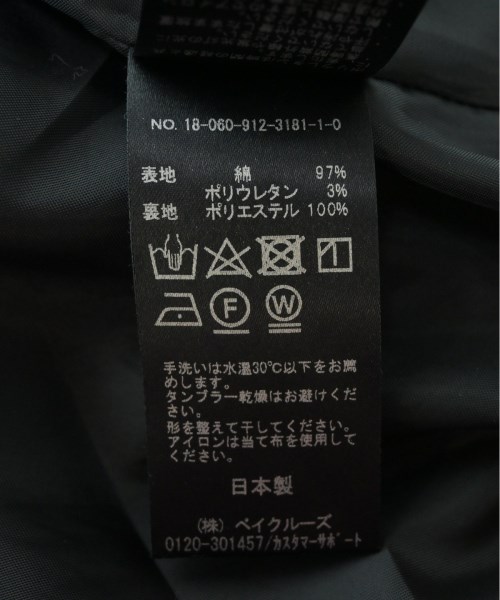 NO. 18-060-912-3181-1-0
表地 綿 97%
ポリウレタン 3%
裏地 ポリエステル 100%
F W
手洗いは水温30℃以下をお薦
めします。
タンブラー乾燥はお避けくだ
さい。
形を整えて干してください。
アイロンは当て布を使用して
ください。
日本製
(株) ベイクルーズ
0120-301457/カスタマーサポート